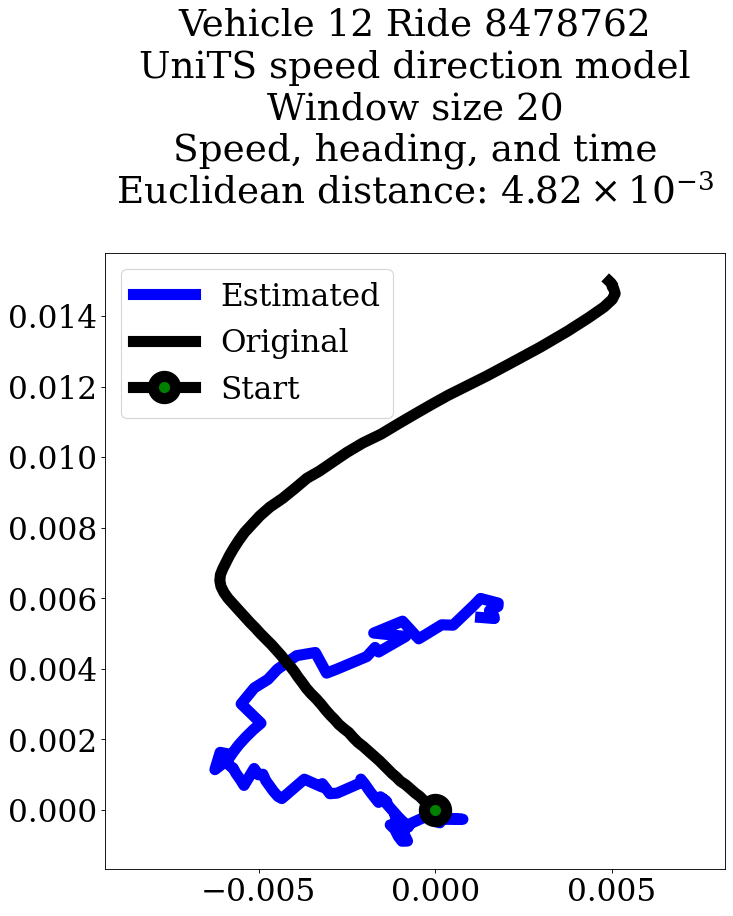 Vehicle 12 Ride 8478762
UniTS speed direction model
Window size 20
Speed, heading, and time
Euclidean distance: 4.82 × 10⁻³
Estimated
Original
Start
0.014
0.012
0.010
0.008
0.006
0.004
0.002
0.000
−0.005 0.000 0.005